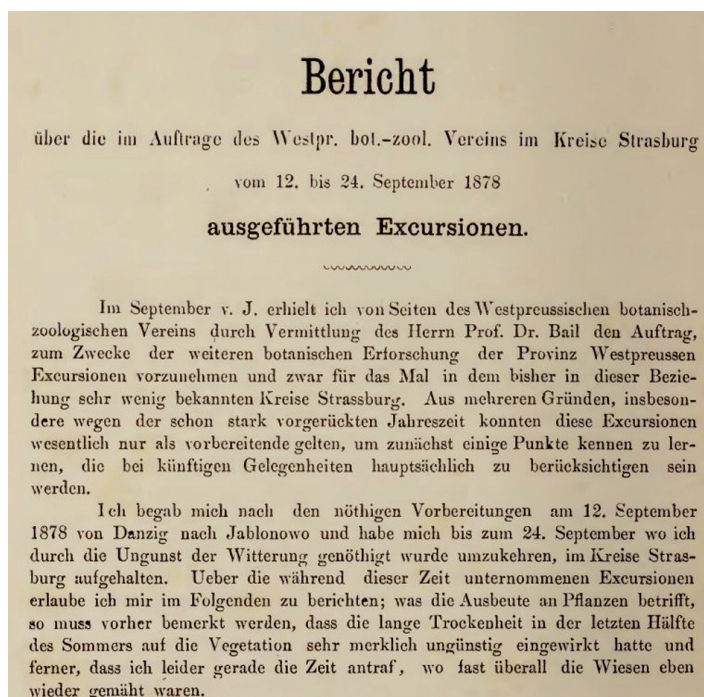 Bericht
über die im Auftrage des Westpr. bot.-zool. Vereins im Kreise Strasburg
vom 12. bis 24. September 1878
ausgeführten Excursionen.
Im September v. J. erhielt ich von Seiten des Westpreussischen botanisch-
zoologischen Vereins durch Vermittlung des Herrn Prof. Dr. Bail den Auftrag,
zum Zwecke der weiteren botanischen Erforschung der Provinz Westpreussen
Excursionen vorzunehmen und zwar für das Mal in dem bisher in dieser Bezie-
hung sehr wenig bekannten Kreise Strassburg. Aus mehreren Gründen, insbeson-
dere wegen der schon stark vorgerückten Jahreszeit konnten diese Excursionen
wesentlich nur als vorbereitende gelten, um zunächst einige Punkte kennen zu ler-
nen, die bei künftigen Gelegenheiten hauptsächlich zu berücksichtigen sein
werden.
Ich begab mich nach den nöthigen Vorbereitungen am 12. September
1878 von Danzig nach Jablonowo und habe mich bis zum 24. September wo ich
durch die Ungunst der Witterung genöthigt wurde umzukehren, im Kreise Stras-
burg aufgehalten. Ueber die während dieser Zeit unternommenen Excursionen
erlaube ich mir im Folgenden zu berichten; was die Ausbeute an Pflanzen betrifft,
so muss vorher bemerkt werden, dass die lange Trockenheit in der letzten Hälfte
des Sommers auf die Vegetation sehr merklich ungünstig eingewirkt hatte und
ferner, dass ich leider gerade die Zeit antraf, wo fast überall die Wiesen eben
wieder gemäht waren.